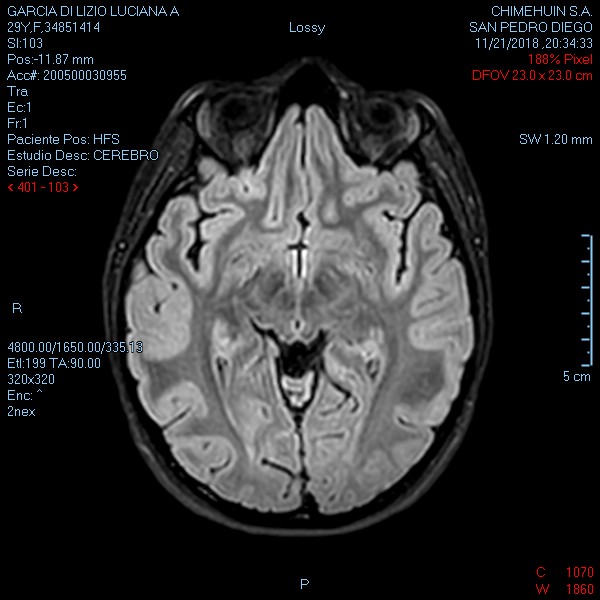 GARCIA DI LIZIO LUCIANA A
29Y,F,34851414
Sl:103
Pos:-11.87 mm
Acc#: 200500030955
Tra
Ec:1
Fr:1
Paciente Pos: HFS
Estudio Desc: CEREBRO
Serie Desc:
< 401 - 103 >
Lossy
CHIMEHUIN S.A.
SAN PEDRO DIEGO
11/21/2018 ,20:34:33
188% Pixel
DFOV 23.0 x 23.0 cm
SW 1.20 mm
R
4800.00/1650.00/335.13
Etl:199 TA:90.00
320x320
Enc: ^
2nex
5 cm
P
C 1070
W 1860